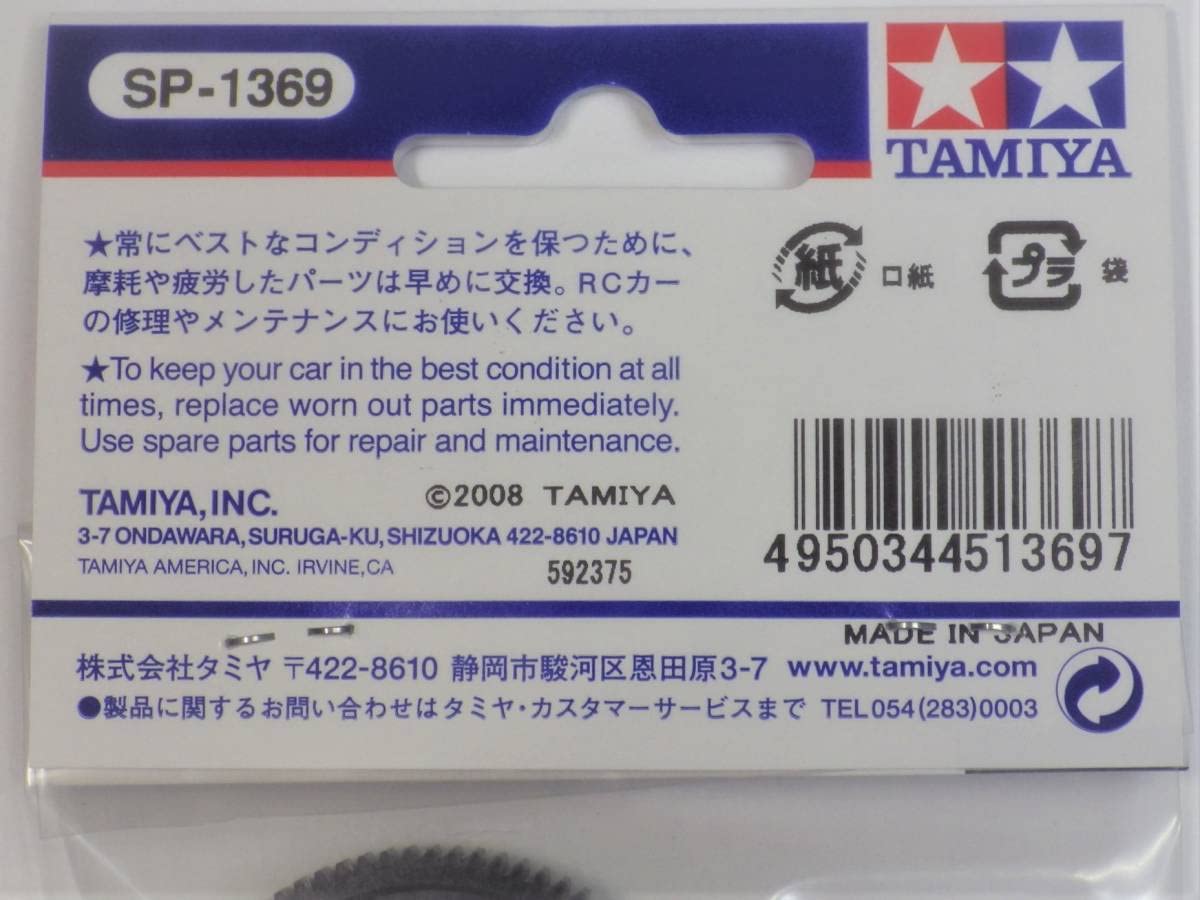 SP-1369
TAMIYA
★常にベストなコンディションを保つために、
摩耗や疲労したパーツは早めに交換。RCカー
の修理やメンテナンスにお使いください。
紙 口紙
プラ 袋
★To keep your car in the best condition at all
times, replace worn out parts immediately.
Use spare parts for repair and maintenance.
TAMIYA, INC. ©2008 TAMIYA
3-7 ONDAWARA, SURUGA-KU, SHIZUOKA 422-8610 JAPAN
TAMIYA AMERICA, INC. IRVINE, CA 592375
4950344513697
MADE IN JAPAN
株式会社タミヤ 〒422-8610 静岡市駿河区恩田原3-7 www.tamiya.com
●製品に関するお問い合わせはタミヤ・カスタマーサービスまで TEL054(283)0003